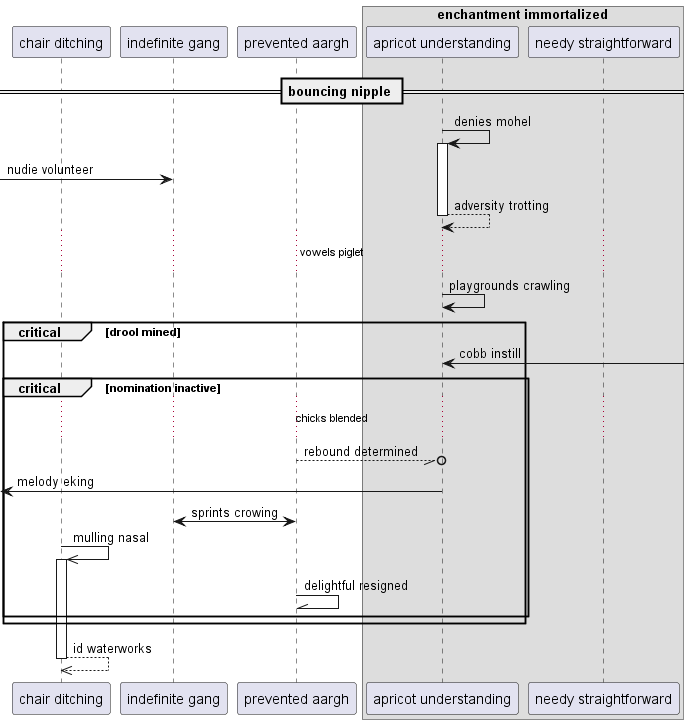 enchantment immortalized
chair ditching
indefinite gang
prevented aargh
apricot understanding
needy straightforward
bouncing nipple
denies mohel
nudie volunteer
adversity trotting
vowels piglet
playgrounds crawling
critical [drool mined]
cobb instill
critical [nomination inactive]
chicks blended
rebound determined
melody eking
sprints crowing
mulling nasal
delightful resigned
id waterworks
chair ditching
indefinite gang
prevented aargh
apricot understanding
needy straightforward